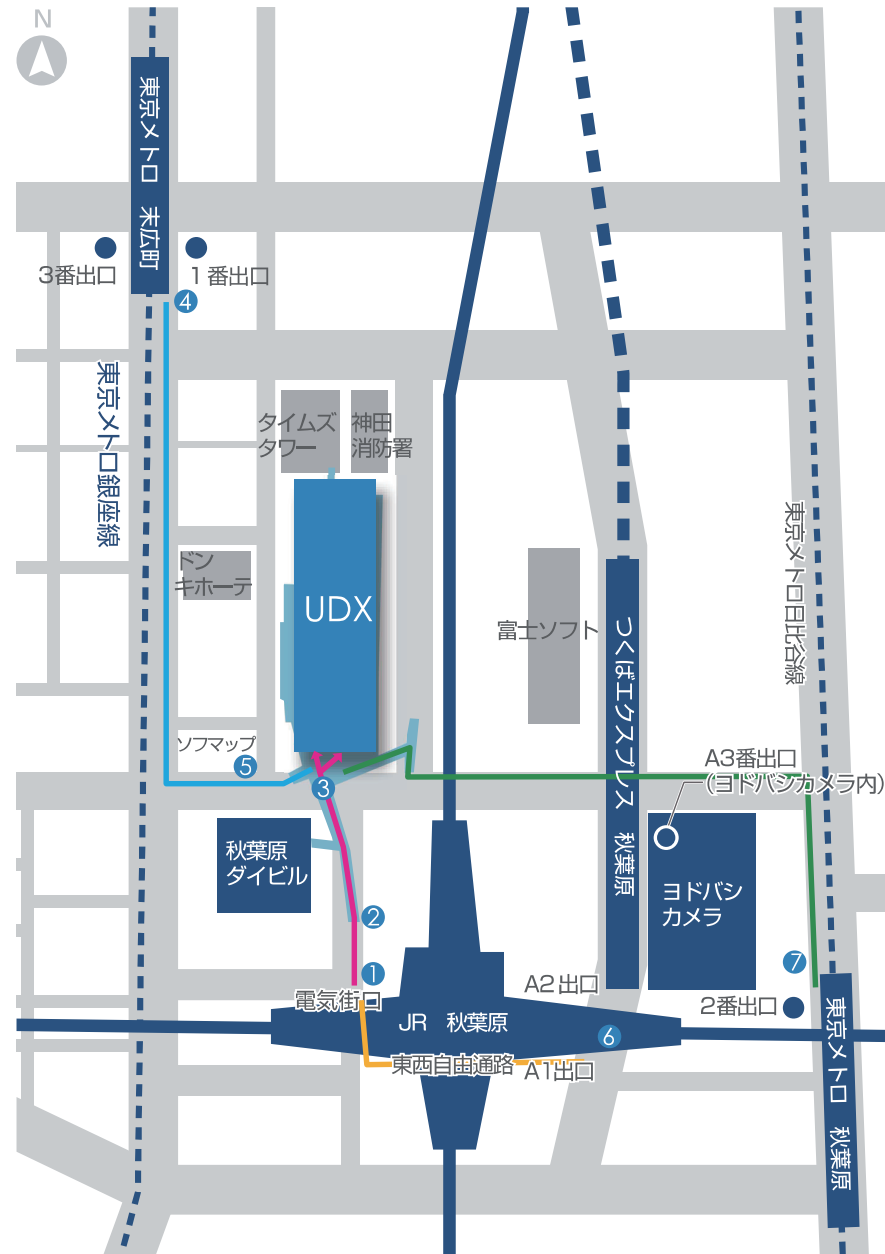 N
東京メトロ 末広町
3番出口
1番出口
4
東京メトロ銀座線
タイムズ
タワー
神田
消防署
ドン
キホーテ
UDX
富士ソフト
つくばエクスプレス 秋葉原
東京メトロ日比谷線
ソフマップ
5
3
A3番出口
(ヨドバシカメラ内)
秋葉原
ダイビル
ヨドバシ
カメラ
2
1
7
電気街口
A2出口
2番出口
JR 秋葉原
6
東西自由通路
A1出口
東京メトロ 秋葉原